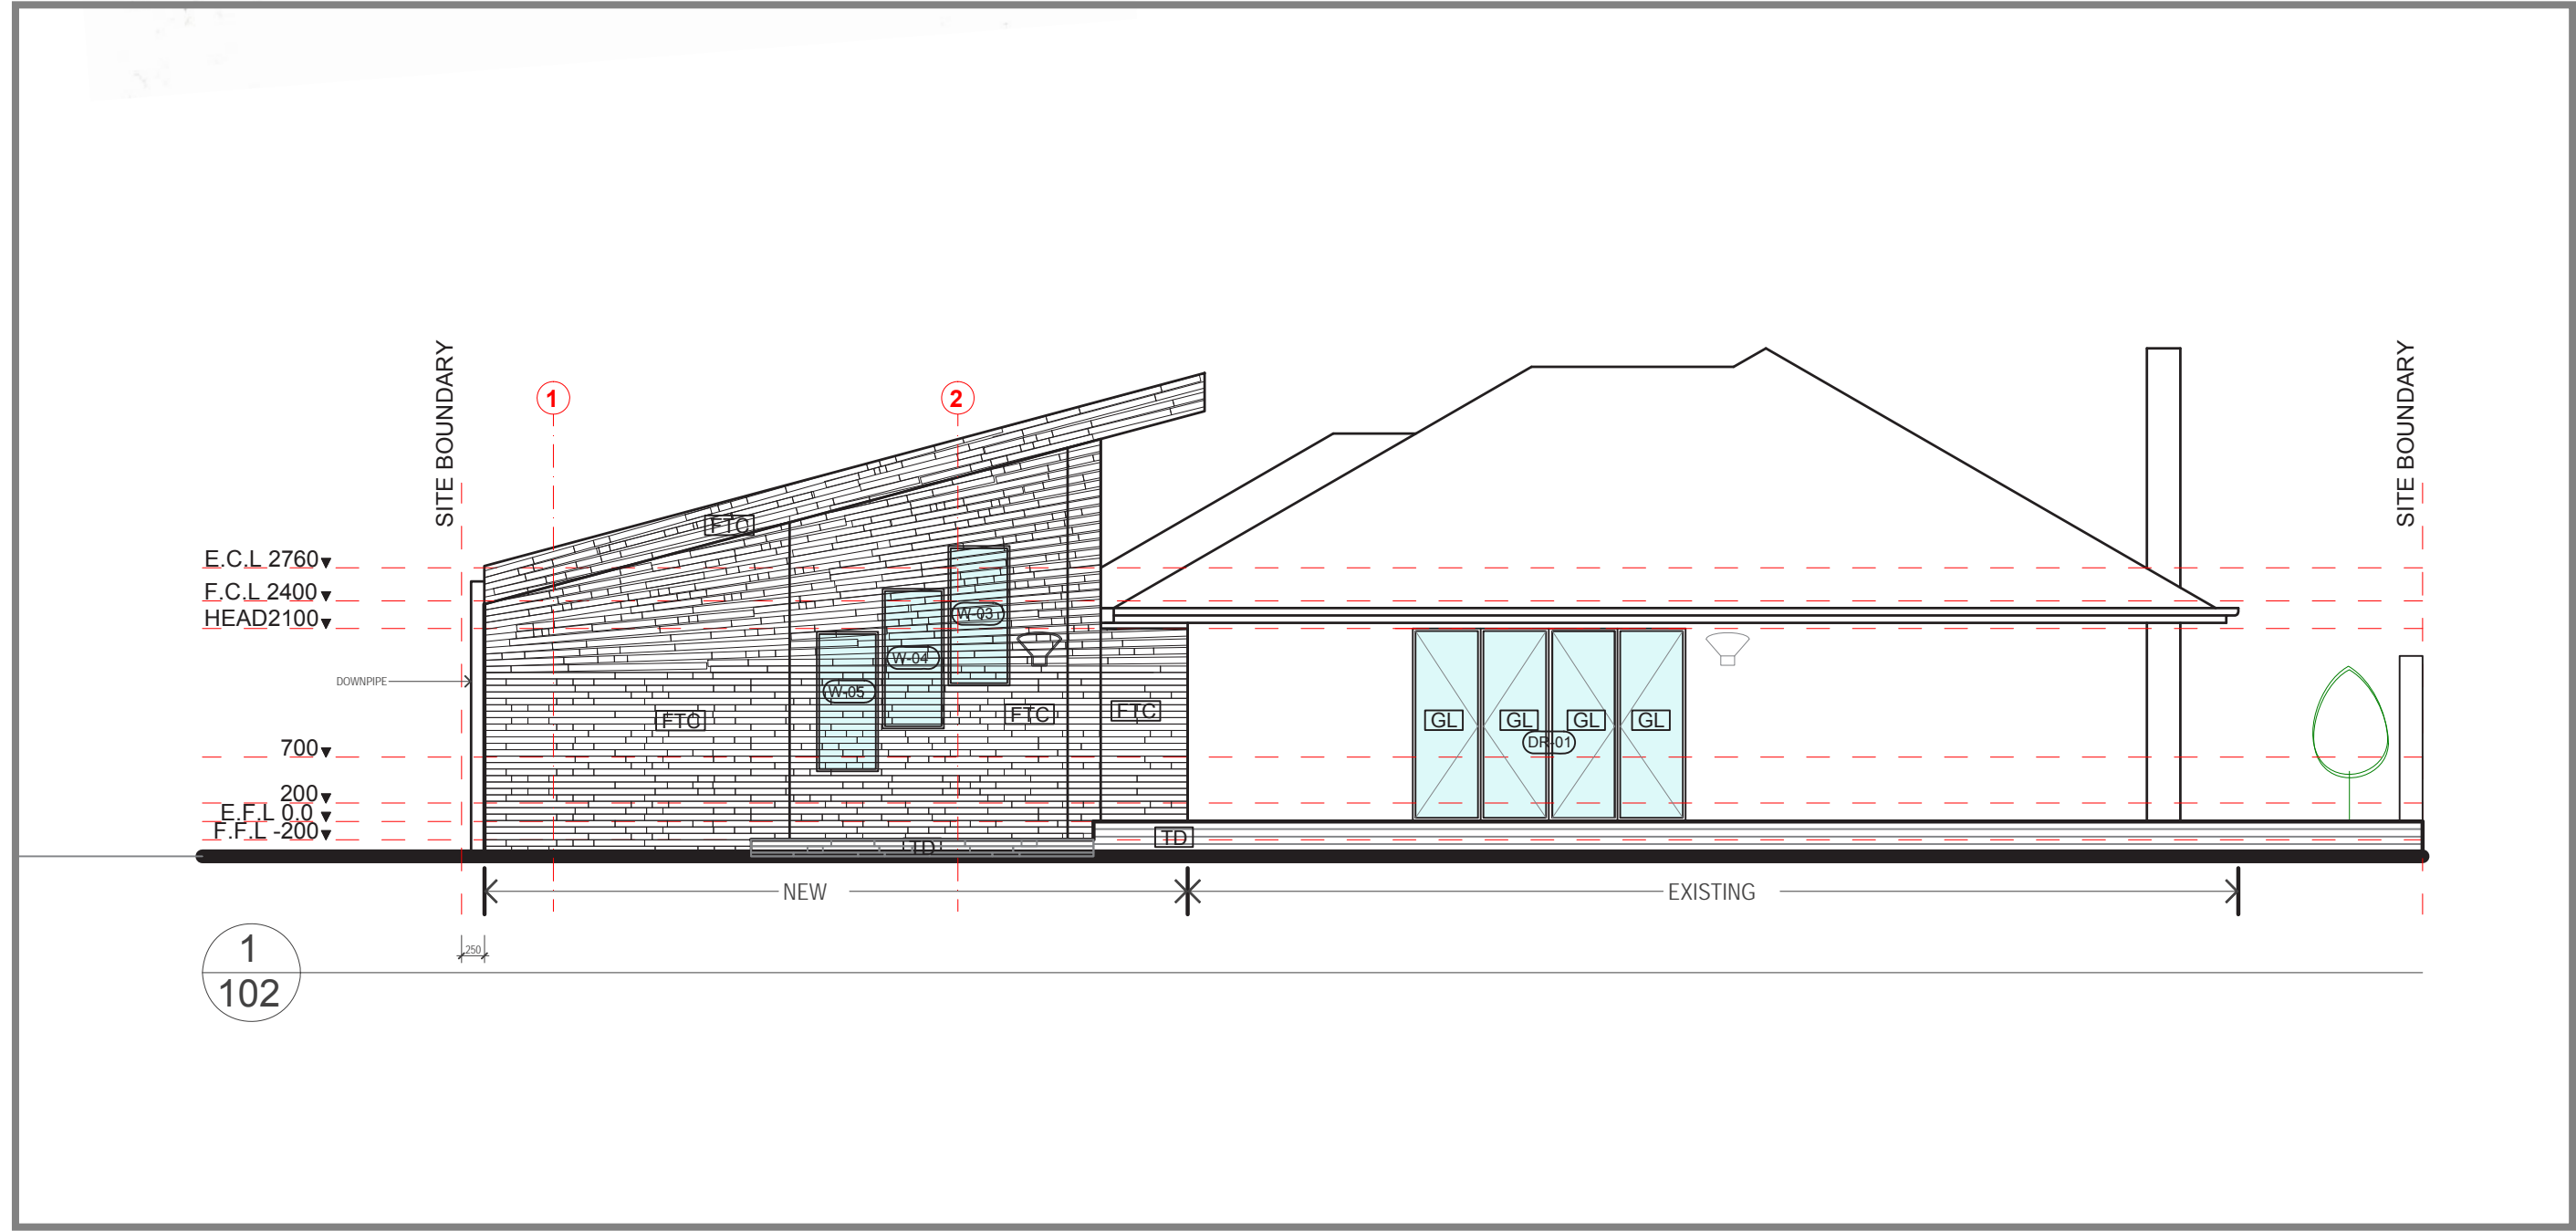 SITE BOUNDARY
SITE BOUNDARY
1
2
FTC
E.C.L 2760
F.C.L 2400
HEAD2100
W-03
W-04
DOWNPIPE
W-05
FTC
FTC
FTC
GL
GL
GL
GL
DR-01
700
200
E.F.L 0.0
F.F.L -200
TD
TD
NEW
EXISTING
250
1
102